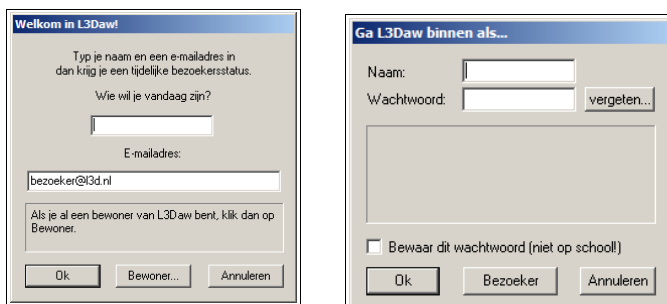 Welkom in L3Daw!
Typ je naam en een e-mailadres in
dan krijg je een tijdelijke bezoekersstatus.
Wie wil je vandaag zijn?
E-mailadres:
bezoeker@l3d.nl
Als je al een bewoner van L3Daw bent, klik dan op
Bewoner.
Ok Bewoner... Annuleren
Ga L3Daw binnen als...
Naam:
Wachtwoord: vergeten...
Bewaar dit wachtwoord (niet op school!)
Ok Bezoeker Annuleren